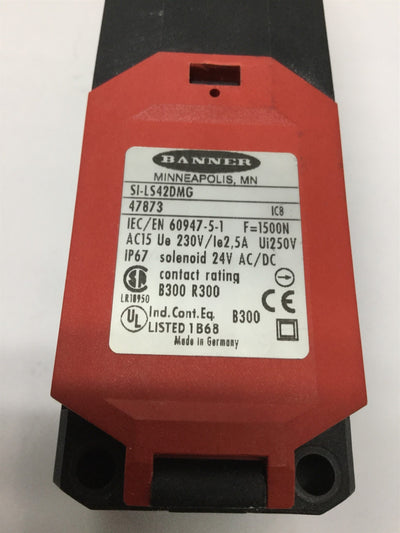 BANNER
MINNEAPOLIS, MN
SI-LS42DMG
47873 IC8
IEC/EN 60947-5-1 F=1500N
AC15 Ue 230V/Ie2,5A Ui250V
IP67 solenoid 24V AC/DC
contact rating
B300 R300
LR18950
Ind.Cont.Eq. B300
LISTED 1B68
Made in Germany
SA
CE
UL